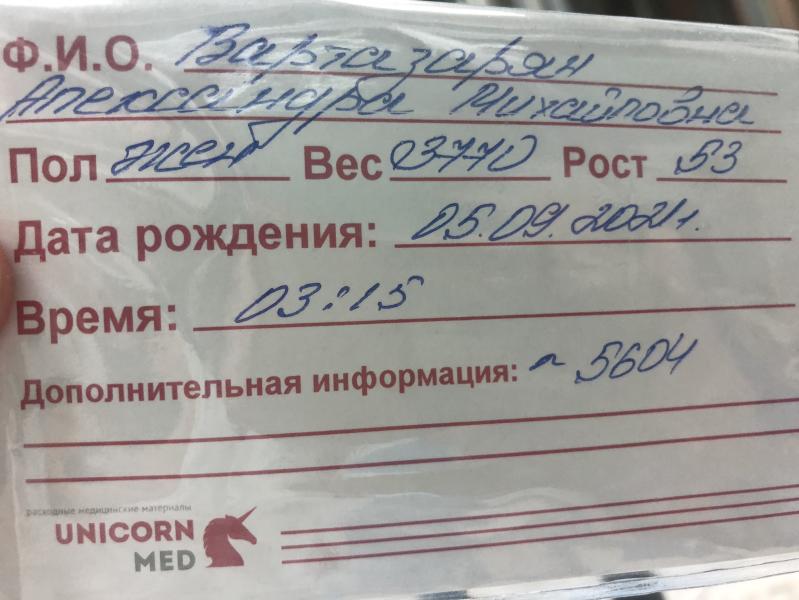 Ф.И.О. Вартазарян
Александра Михайловна
Пол жен Вес 3770 Рост 53
Дата рождения: 05.09.2021г.
Время: 03:15
Дополнительная информация: ~ 5604
расходные медицинские материалы
UNICORN
MED